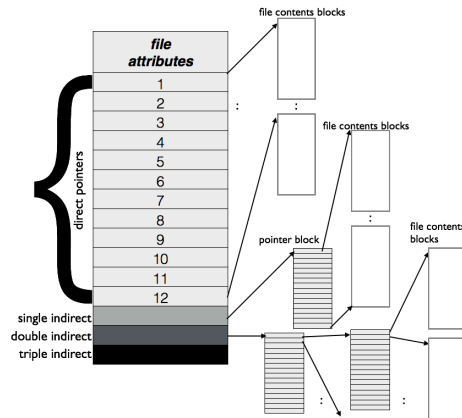 file contents blocks
file
attributes
1
2
3
4
5
6
7
8
9
10
11
12
direct pointers
single indirect
double indirect
triple indirect
:
:
file contents blocks
:
pointer block
file contents
blocks
:
: